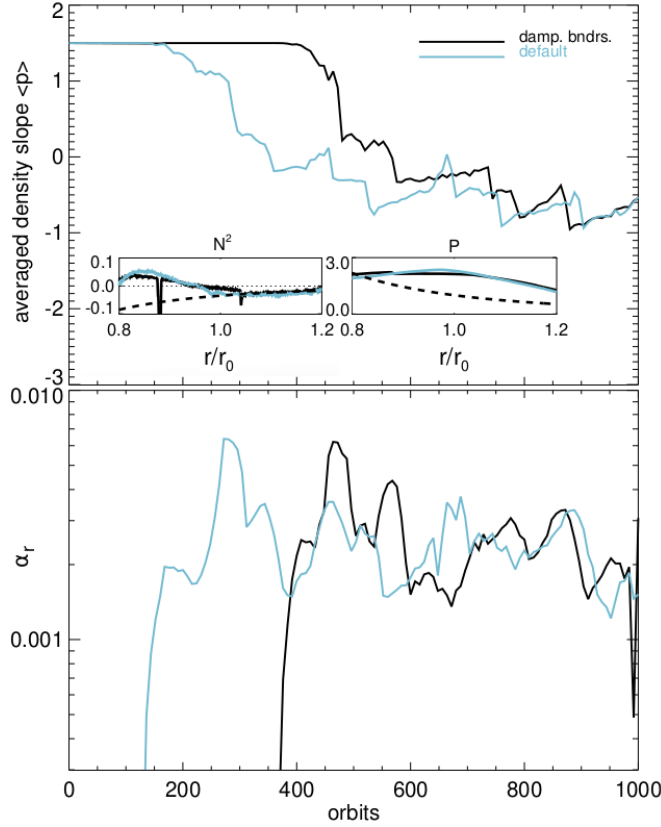 2
damp. bndrs.
default
1
0
-1
-2
-3
averaged density slope <p>
N²
0.1
0.0
-0.1
0.8 1.0 1.2
r/r₀
P
3.0
0.0
0.8 1.0 1.2
r/r₀
0.010
0.001
αᵣ
0 200 400 600 800 1000
orbits